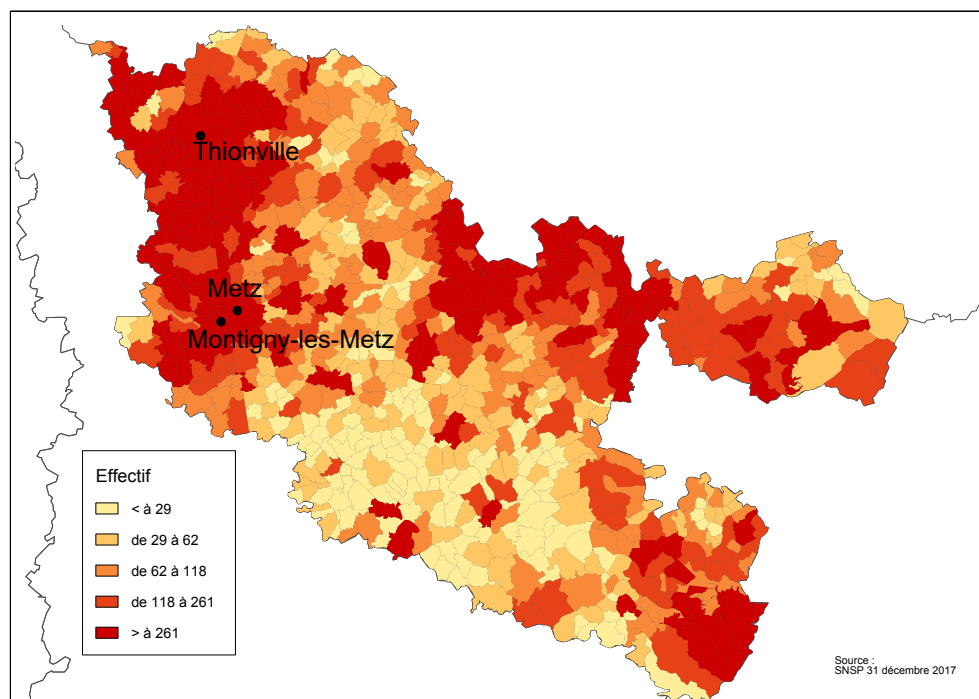 Thionville
Metz
Montigny-les-Metz
Effectif
< à 29
de 29 à 62
de 62 à 118
de 118 à 261
> à 261
Source :
SNSP 31 décembre 2017